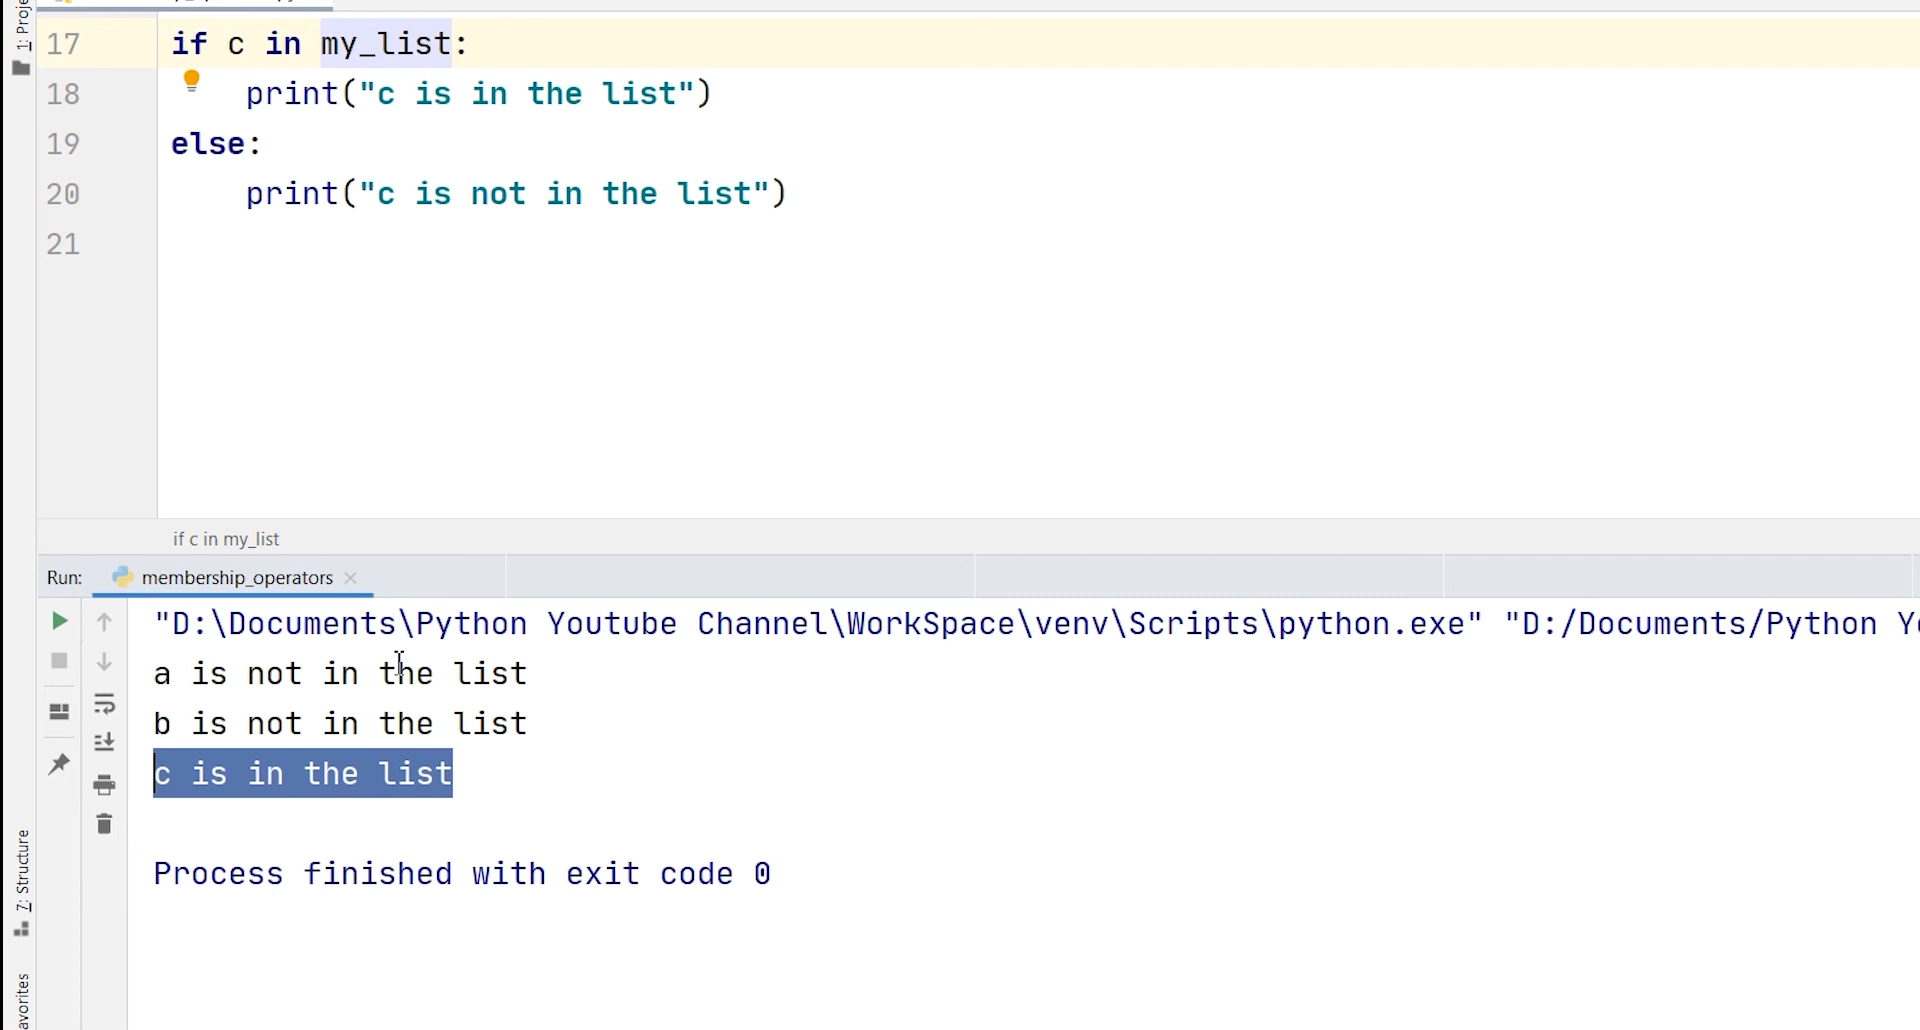 1: Proje
17 if c in my_list:
18 print("c is in the list")
19 else:
20 print("c is not in the list")
21
if c in my_list
Run: membership_operators
"D:\Documents\Python Youtube Channel\WorkSpace\venv\Scripts\python.exe" "D:/Documents/Python Yo
a is not in the list
b is not in the list
c is in the list
Process finished with exit code 0
7: Structure
avorites